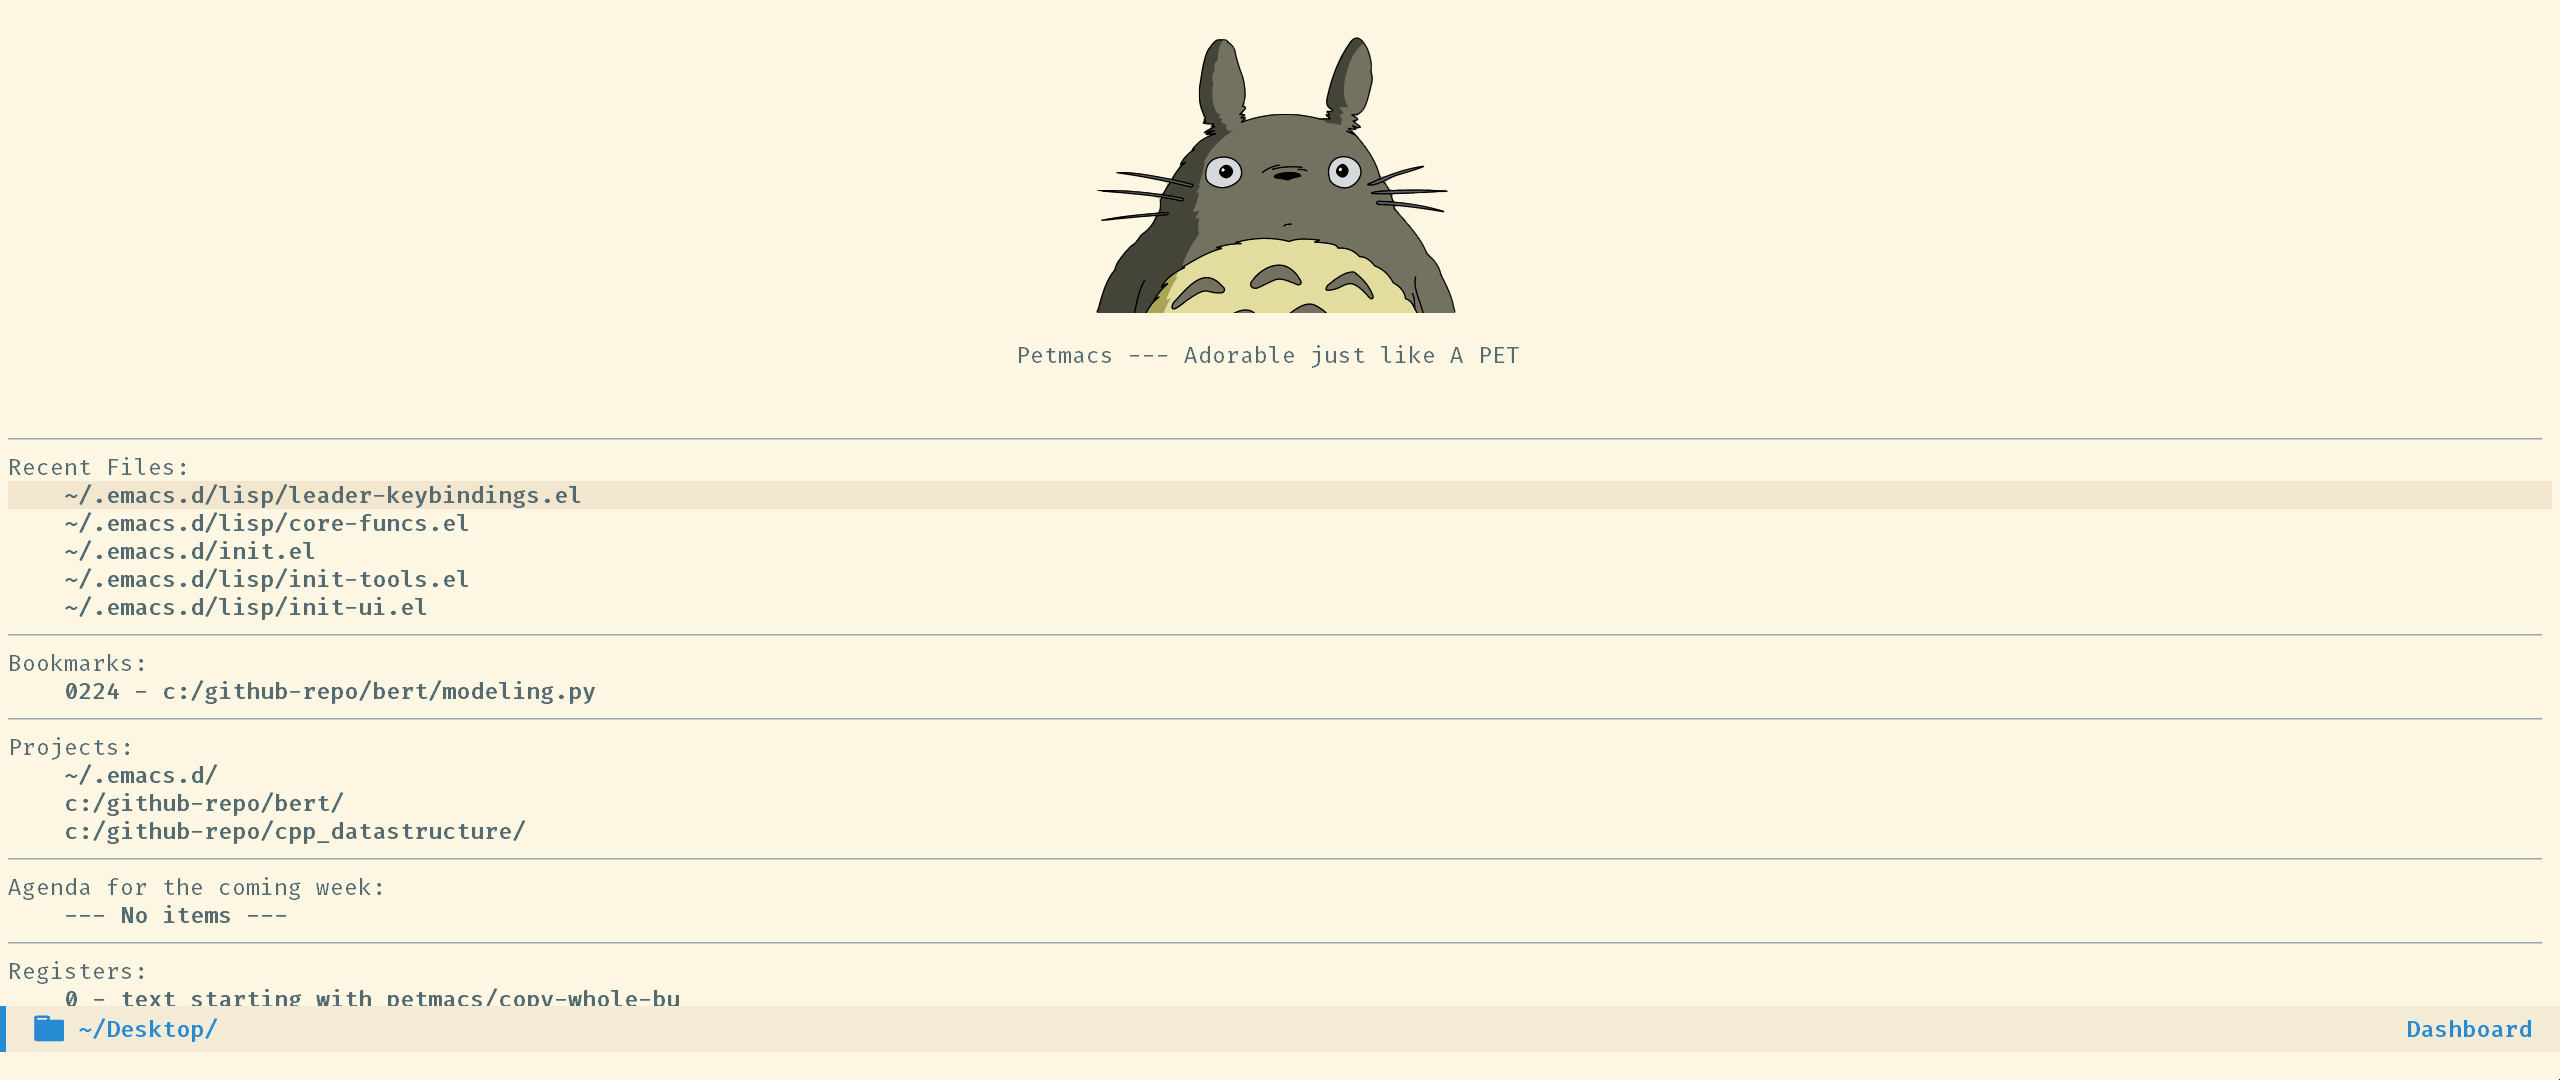 Petmacs --- Adorable just like A PET
Recent Files:
~/.emacs.d/lisp/leader-keybindings.el
~/.emacs.d/lisp/core-funcs.el
~/.emacs.d/init.el
~/.emacs.d/lisp/init-tools.el
~/.emacs.d/lisp/init-ui.el
Bookmarks:
0224 - c:/github-repo/bert/modeling.py
Projects:
~/.emacs.d/
c:/github-repo/bert/
c:/github-repo/cpp_datastructure/
Agenda for the coming week:
--- No items ---
Registers:
0 - text starting with petmacs/copy-whole-bu
~/Desktop/ Dashboard